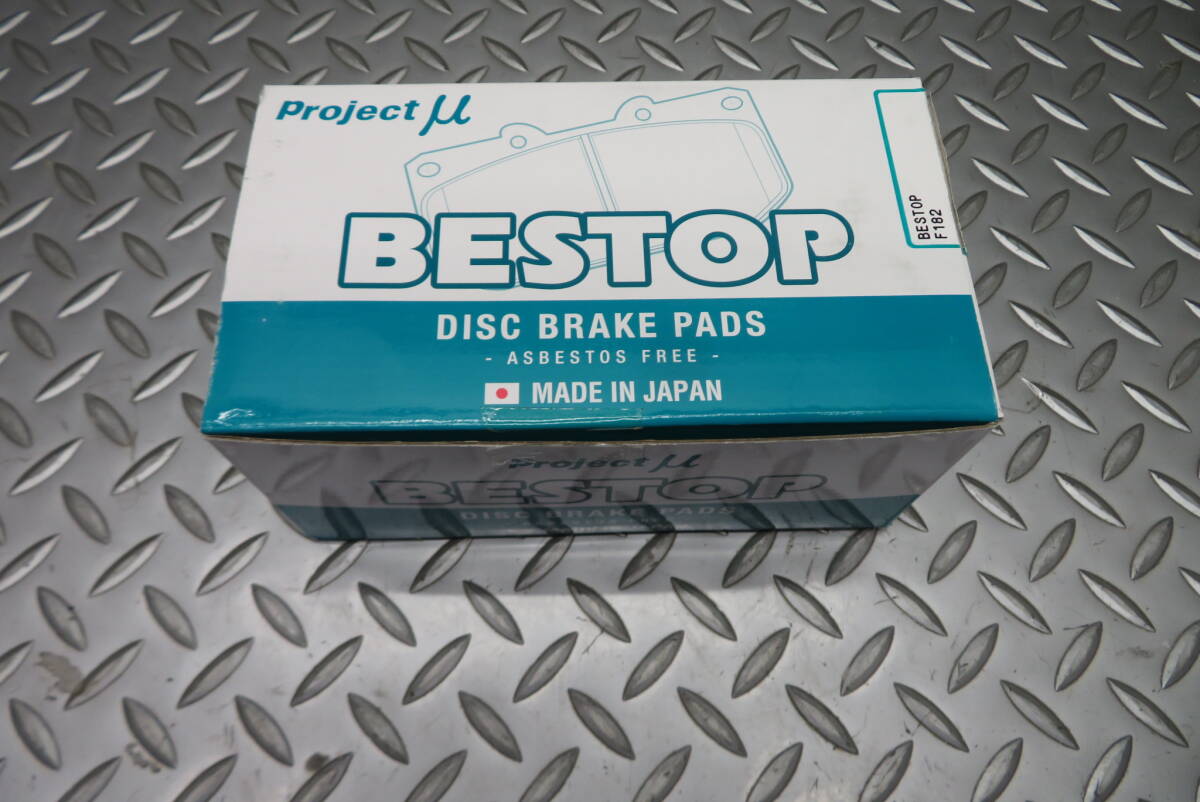 Project μ
BESTOP
DISC BRAKE PADS
- ASBESTOS FREE -
MADE IN JAPAN
BESTOP
F182
Project μ
BESTOP
DISC BRAKE PADS